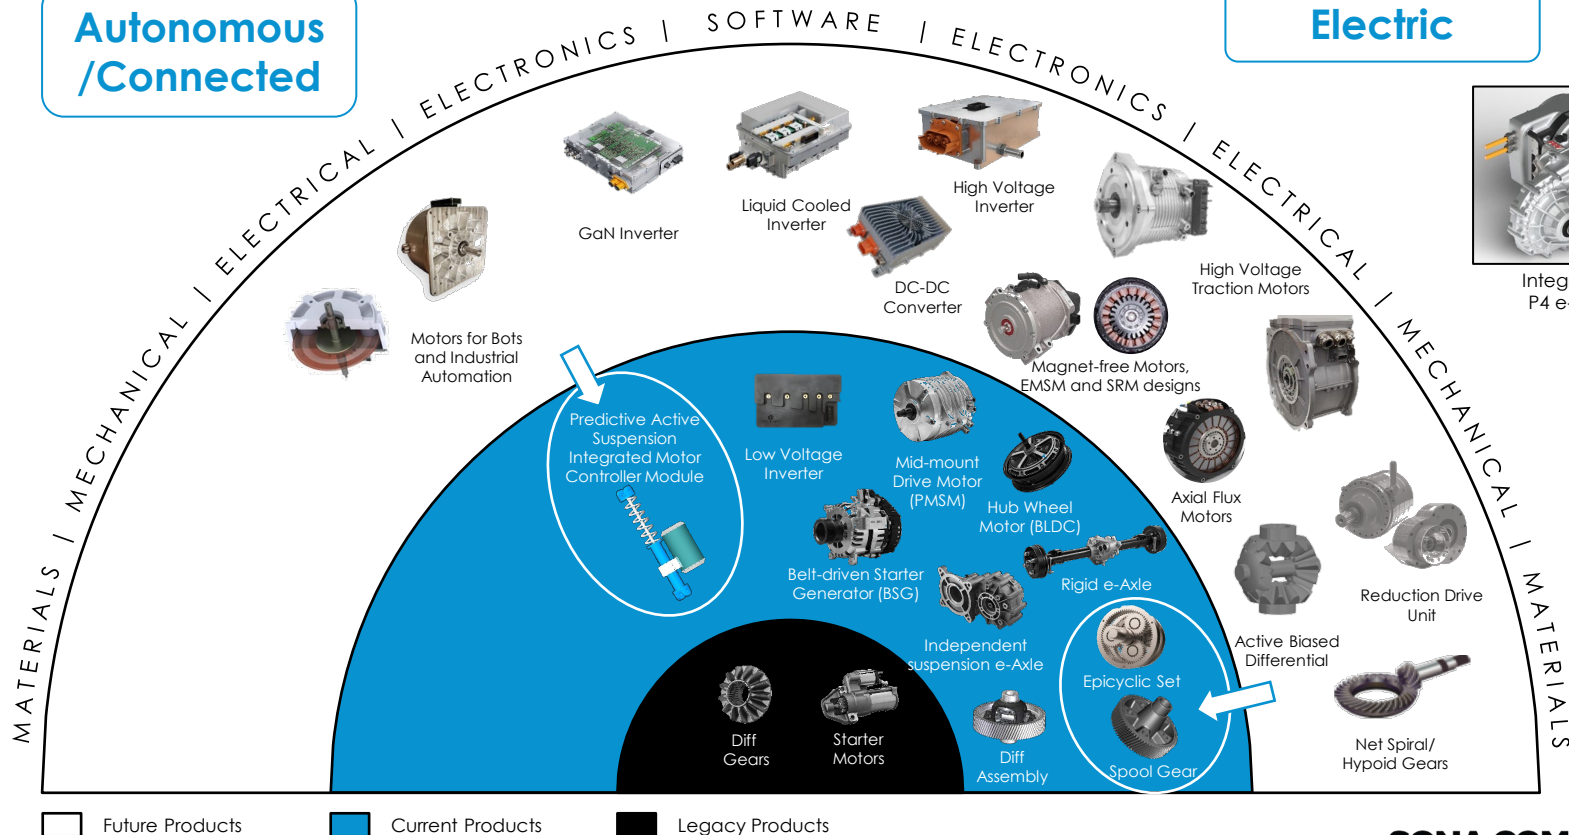 Autonomous
/Connected
Electric
MATERIALS | MECHANICAL | ELECTRICAL | ELECTRONICS | SOFTWARE | ELECTRONICS | ELECTRICAL | MECHANICAL | MATERIALS
GaN Inverter
Liquid Cooled
Inverter
High Voltage
Inverter
DC-DC
Converter
High Voltage
Traction Motors
Motors for Bots
and Industrial
Automation
Magnet-free Motors,
EMSM and SRM designs
Axial Flux
Motors
Reduction Drive
Unit
Active Biased
Differential
Net Spiral/
Hypoid Gears
Predictive Active
Suspension
Integrated Motor
Controller Module
Low Voltage
Inverter
Mid-mount
Drive Motor
(PMSM)
Hub Wheel
Motor (BLDC)
Belt-driven Starter
Generator (BSG)
Rigid e-Axle
Independent
suspension e-Axle
Epicyclic Set
Spool Gear
Diff
Assembly
Diff
Gears
Starter
Motors
P4
Future Products
Current Products
Legacy Products